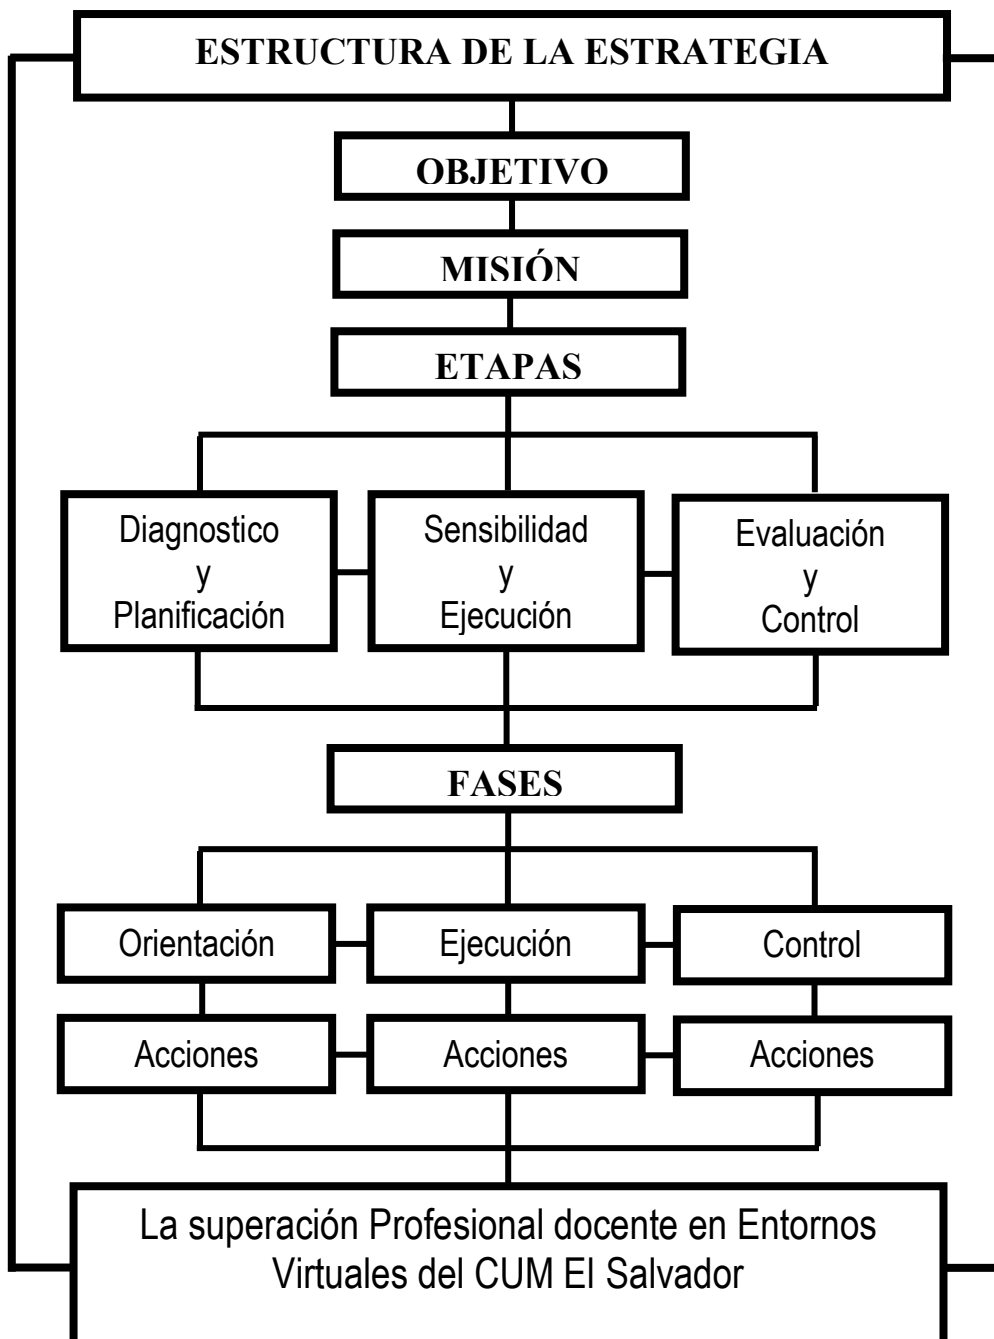 ESTRUCTURA DE LA ESTRATEGIA
OBJETIVO
MISIÓN
ETAPAS
Diagnostico
y
Planificación
Sensibilidad
y
Ejecución
Evaluación
y
Control
FASES
Orientación
Ejecución
Control
Acciones
Acciones
Acciones
La superación Profesional docente en Entornos
Virtuales del CUM El Salvador